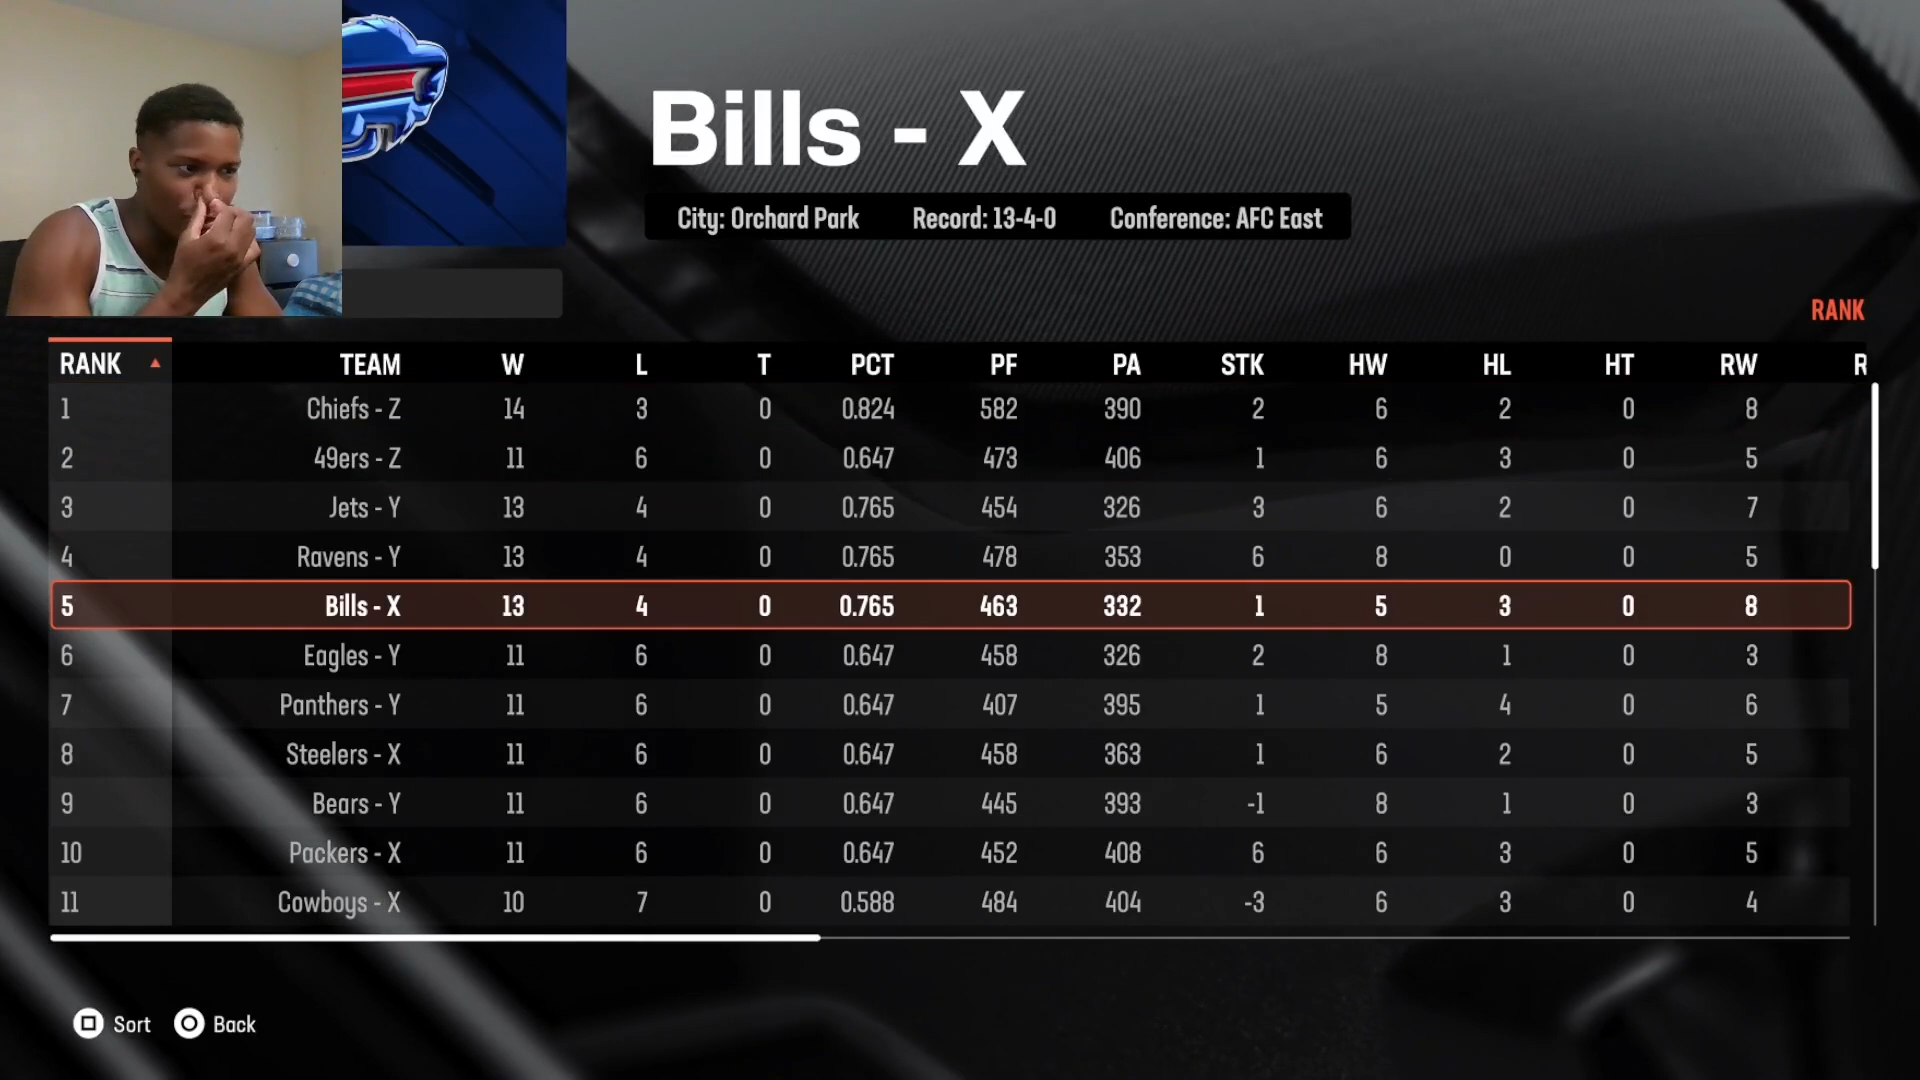 Bills - X
City: Orchard Park Record: 13-4-0 Conference: AFC East
RANK
RANK TEAM W L T PCT PF PA STK HW HL HT RW R
1 Chiefs - Z 14 3 0 0.824 582 390 2 6 2 0 8
2 49ers - Z 11 6 0 0.647 473 406 1 6 3 0 5
3 Jets - Y 13 4 0 0.765 454 326 3 6 2 0 7
4 Ravens - Y 13 4 0 0.765 478 353 6 8 0 0 5
5 Bills - X 13 4 0 0.765 463 332 1 5 3 0 8
6 Eagles - Y 11 6 0 0.647 458 326 2 8 1 0 3
7 Panthers - Y 11 6 0 0.647 407 395 1 5 4 0 6
8 Steelers - X 11 6 0 0.647 458 363 1 6 2 0 5
9 Bears - Y 11 6 0 0.647 445 393 -1 8 1 0 3
10 Packers - X 11 6 0 0.647 452 408 6 6 3 0 5
11 Cowboys - X 10 7 0 0.588 484 404 -3 6 3 0 4
Sort Back